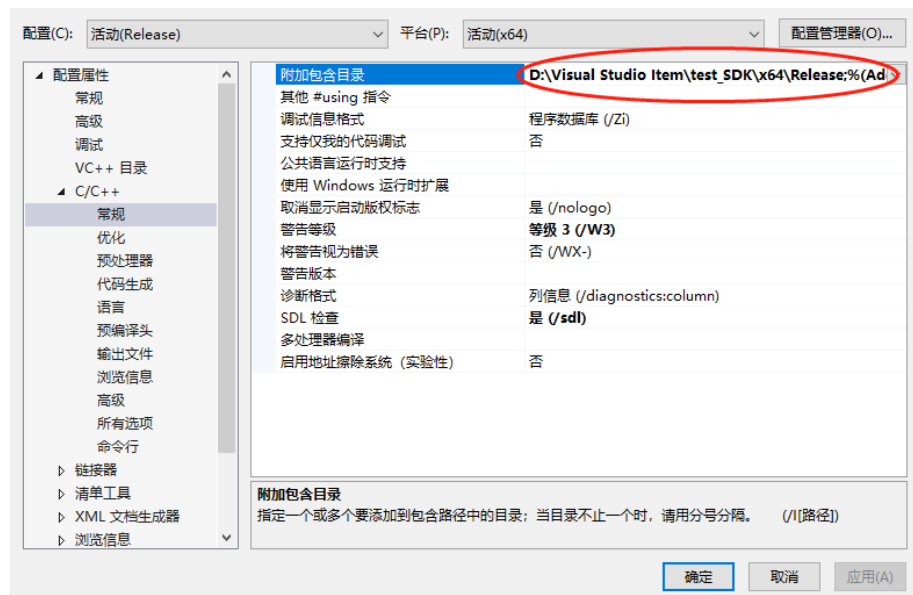 配置(C):
活动(Release)
平台(P):
活动(x64)
配置管理器(O)...
配置属性
常规
高级
调试
VC++ 目录
C/C++
常规
优化
预处理器
代码生成
语言
预编译头
输出文件
浏览信息
高级
所有选项
命令行
链接器
清单工具
XML 文档生成器
浏览信息
附加包含目录 D:\Visual Studio Item\test_SDK\x64\Release;%(Ad
其他 #using 指令
调试信息格式 程序数据库 (/Zi)
支持仅我的代码调试 否
公共语言运行时支持
使用 Windows 运行时扩展
取消显示启动版权标志 是 (/nologo)
警告等级 等级 3 (/W3)
将警告视为错误 否 (/WX-)
警告版本
诊断格式 列信息 (/diagnostics:column)
SDL 检查 是 (/sdl)
多处理器编译
启用地址擦除系统 (实验性) 否
附加包含目录
指定一个或多个要添加到包含路径中的目录；当目录不止一个时，请用分号分隔。 (/I[路径])
确定
取消
应用(A)